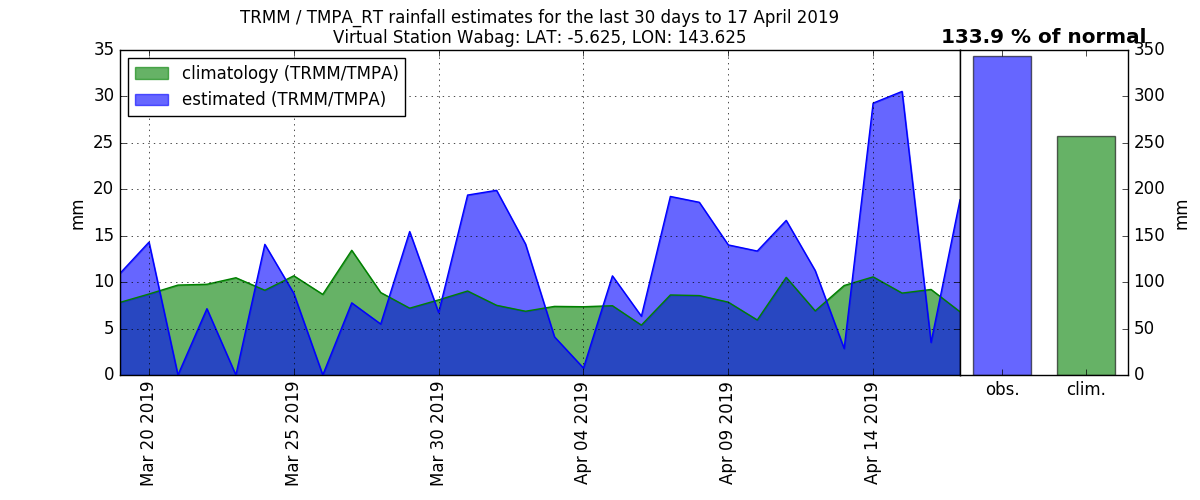 TRMM / TMPA_RT rainfall estimates for the last 30 days to 17 April 2019
Virtual Station Wabag: LAT: -5.625, LON: 143.625
133.9 % of normal
climatology (TRMM/TMPA)
estimated (TRMM/TMPA)
mm
35
30
25
20
15
10
5
0
Mar 20 2019
Mar 25 2019
Mar 30 2019
Apr 04 2019
Apr 09 2019
Apr 14 2019
obs.
clim.
350
300
250
200
150
100
50
0
mm